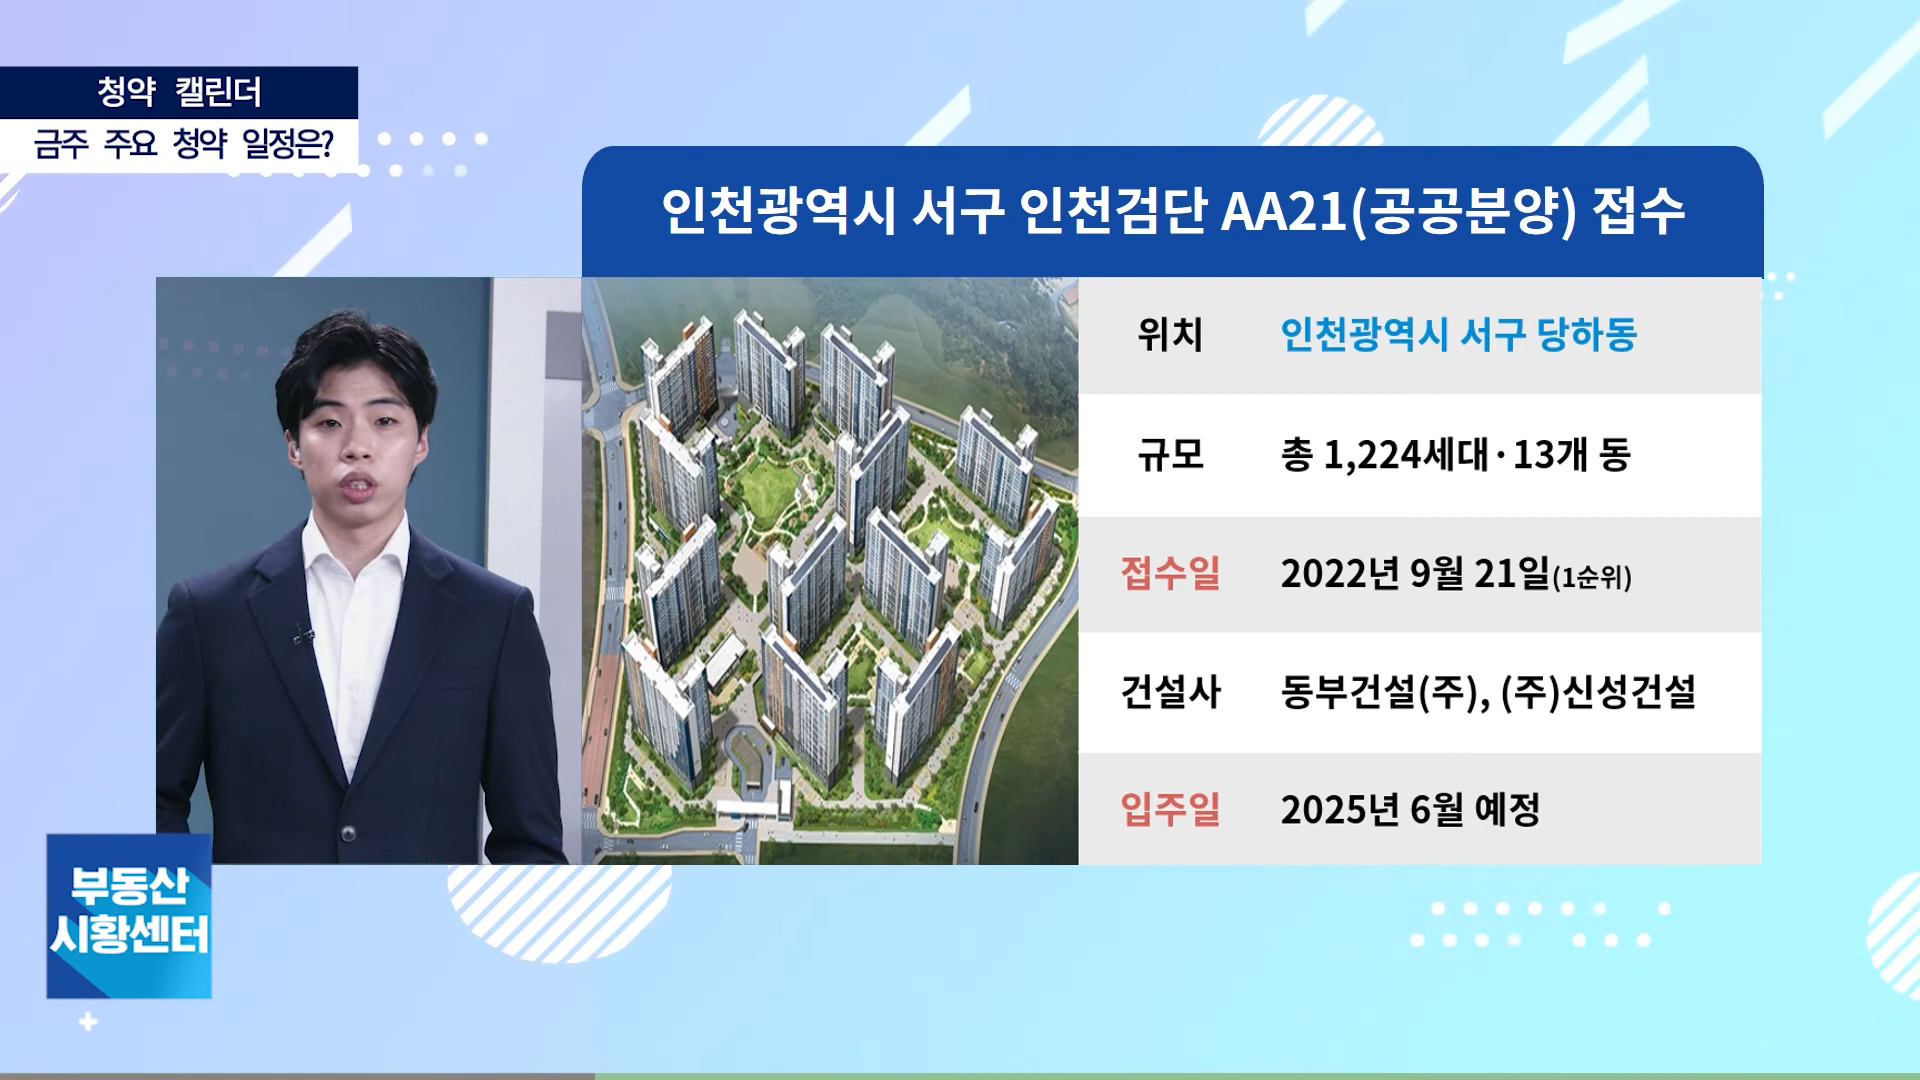 청약 캘린더
금주 주요 청약 일정은?
인천광역시 서구 인천검단 AA21(공공분양) 접수
위치 인천광역시 서구 당하동
규모 총 1,224세대·13개 동
접수일 2022년 9월 21일(1순위)
건설사 동부건설(주), (주)신성건설
입주일 2025년 6월 예정
부동산
시황센터